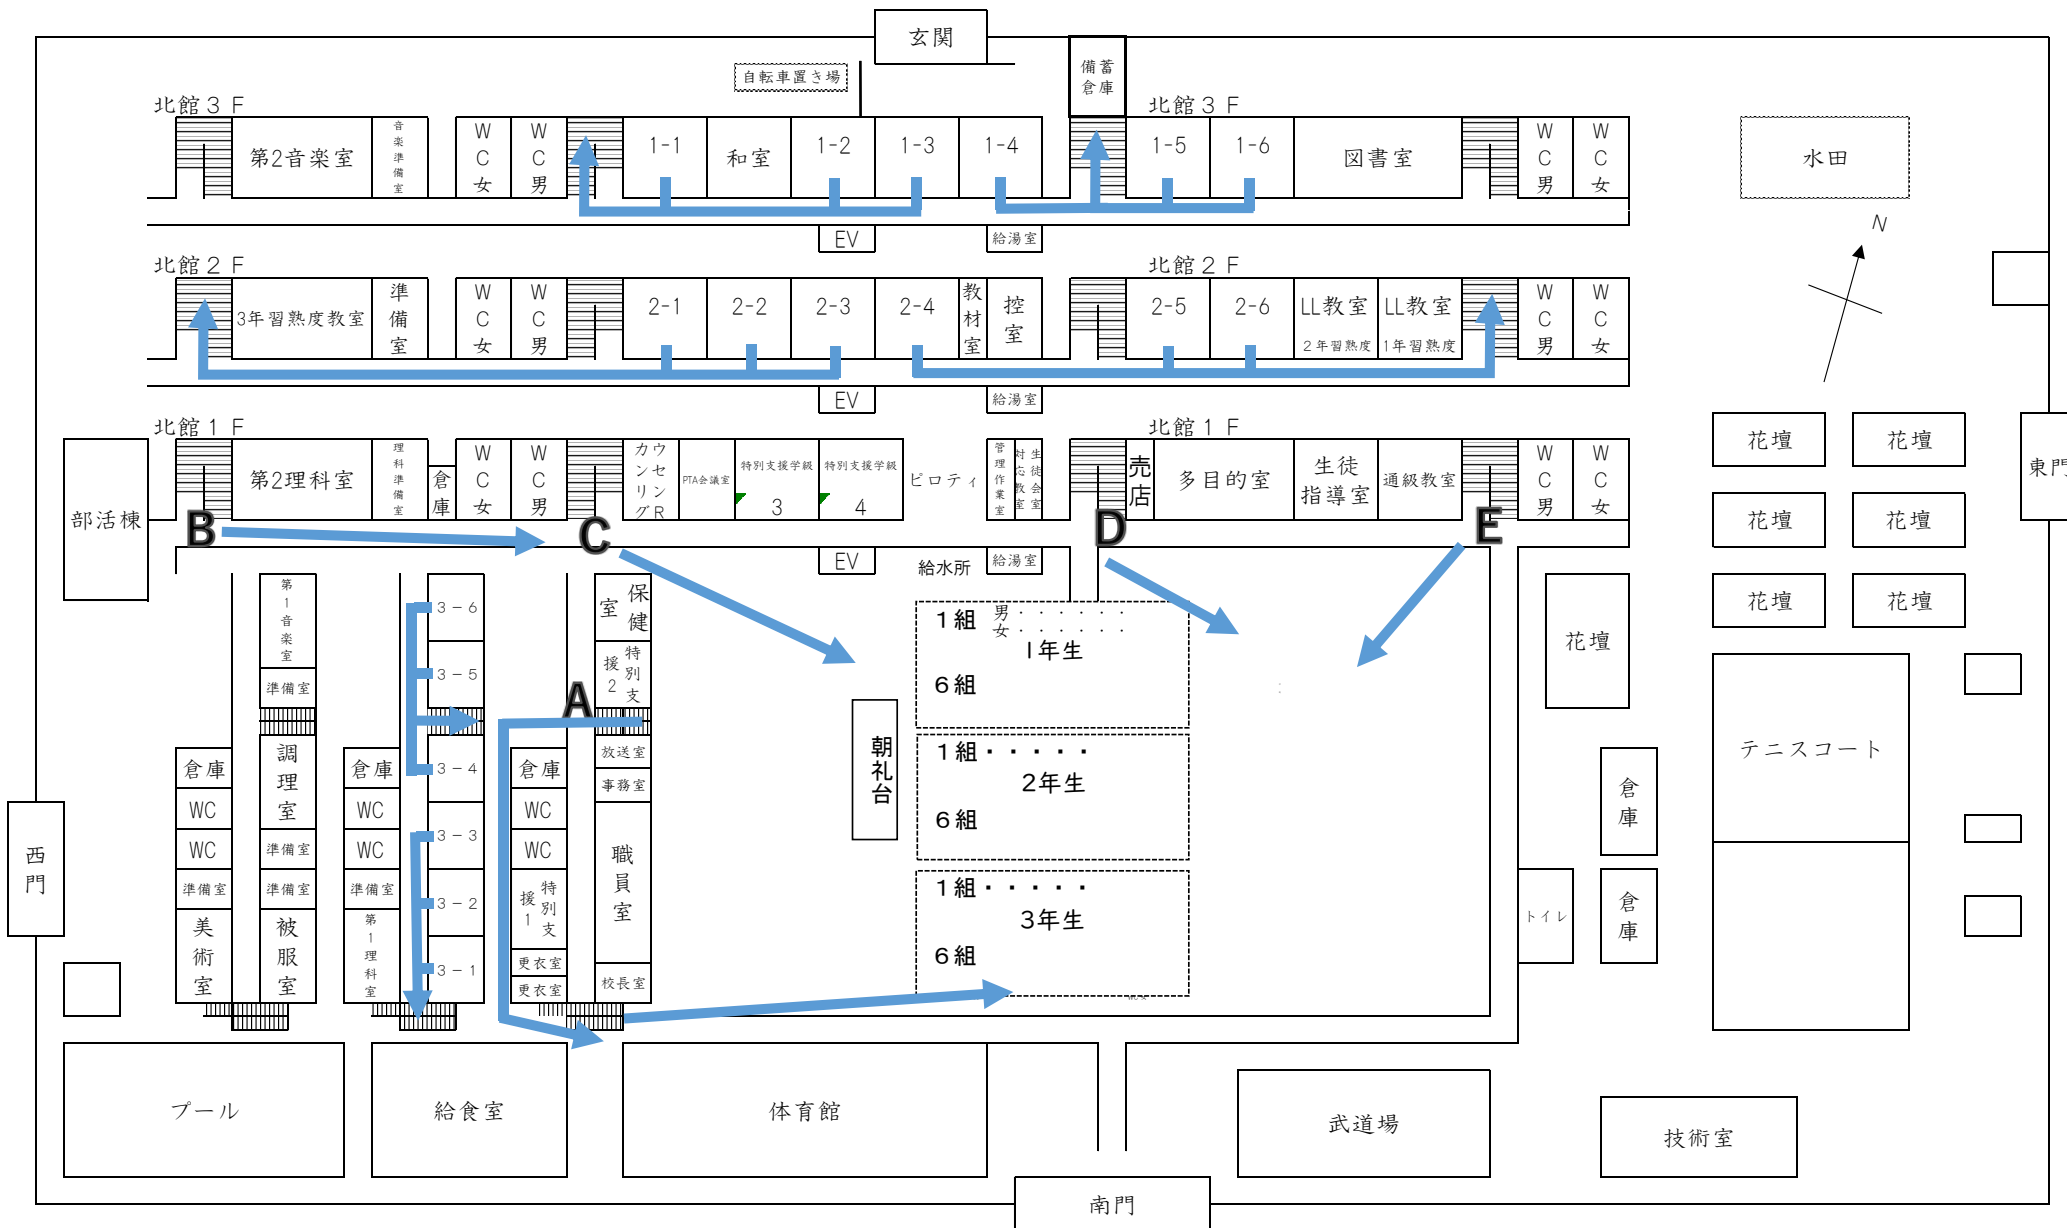 玄関
自転車置き場
備蓄倉庫
北館３Ｆ
北館３Ｆ
第2音楽室
音楽準備室
WC女
WC男
1-1
和室
1-2
1-3
1-4
1-5
1-6
図書室
WC男
WC女
水田
EV
給湯室
N
北館２Ｆ
北館２Ｆ
3年習熟度教室
準備室
WC女
WC男
2-1
2-2
2-3
2-4
教材室
控室
2-5
2-6
LL教室
２年習熟度
LL教室
1年習熟度
WC男
WC女
EV
給湯室
北館１Ｆ
北館１Ｆ
部活棟
第2理科室
理科準備室
倉庫
WC女
WC男
カウンセリングR
PTA会議室
特別支援学級
3
特別支援学級
4
ピロティ
管理作業室
生徒会室
対応教室
売店
多目的室
生徒指導室
通級教室
WC男
WC女
花壇
花壇
花壇
花壇
花壇
花壇
東門
B
C
D
E
EV
給水所
給湯室
第1音楽室
準備室
調理室
準備室
準備室
被服室
倉庫
WC
WC
準備室
美術室
西門
3-6
3-5
3-4
3-3
3-2
3-1
倉庫
WC
WC
準備室
第1理科室
保健室
特別支援2
A
放送室
事務室
職員室
校長室
倉庫
WC
WC
特別支援1
更衣室
更衣室
朝礼台
１組 男・・・・・・
女・・・・・・
1年生
６組
１組・・・・・
２年生
６組
１組・・・・・
３年生
６組
花壇
テニスコート
倉庫
倉庫
トイレ
プール
給食室
体育館
武道場
技術室
南門